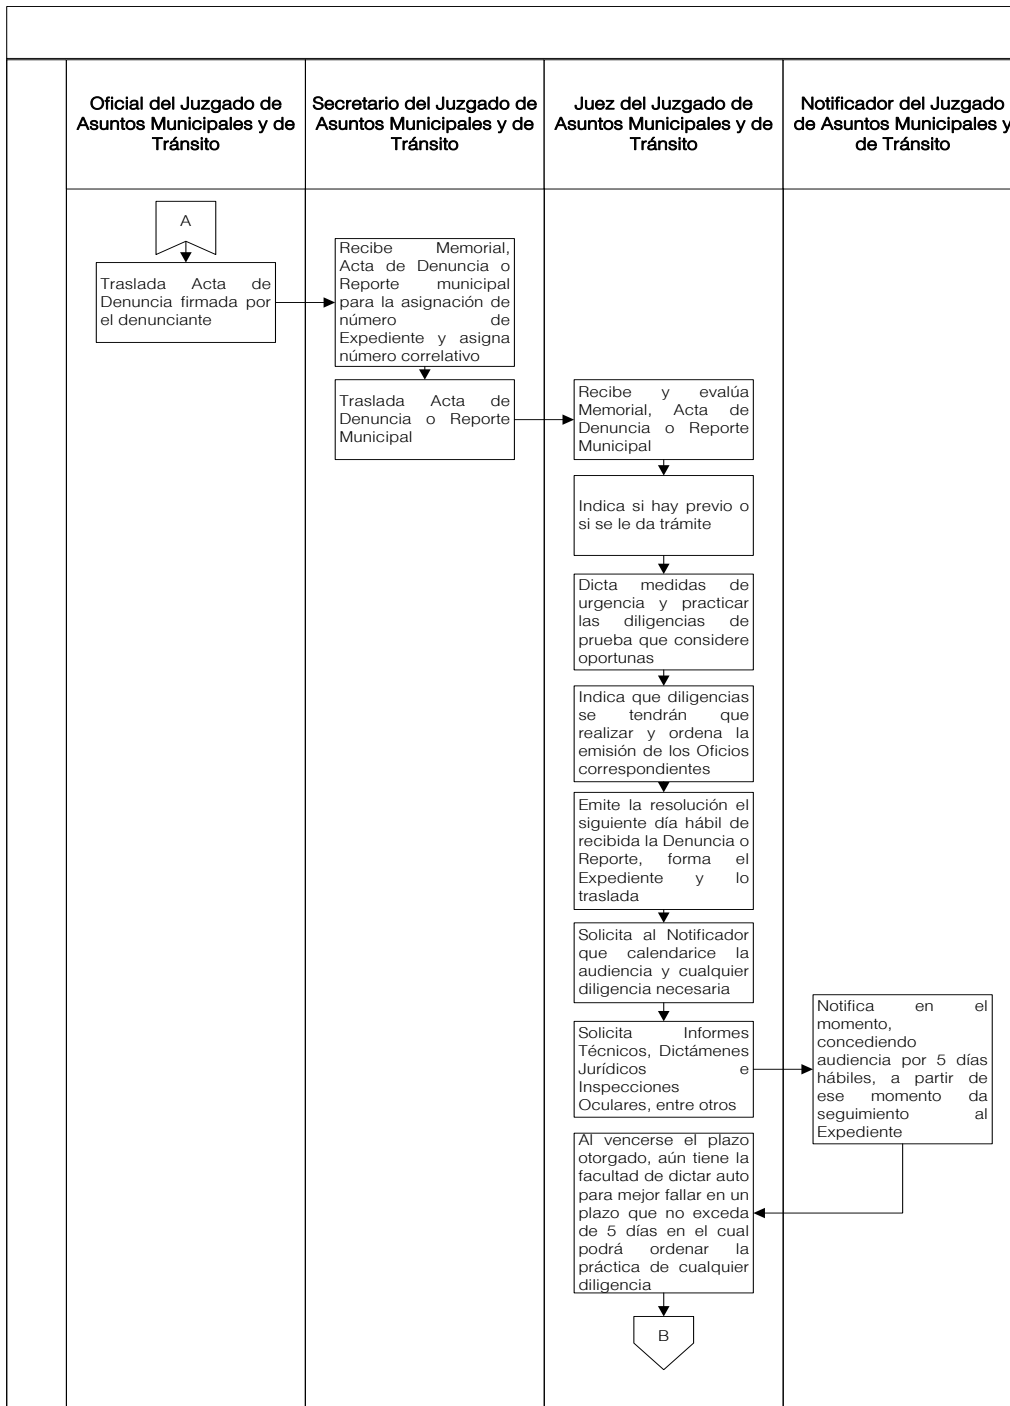 Oficial del Juzgado de
Asuntos Municipales y de
Tránsito
Secretario del Juzgado de
Asuntos Municipales y de
Tránsito
Juez del Juzgado de
Asuntos Municipales y de
Tránsito
Notificador del Juzgado
de Asuntos Municipales y
de Tránsito
A
Traslada Acta de
Denuncia firmada por
el denunciante
Recibe Memorial,
Acta de Denuncia o
Reporte municipal
para la asignación de
número de
Expediente y asigna
número correlativo
Traslada Acta de
Denuncia o Reporte
Municipal
Recibe y evalúa
Memorial, Acta de
Denuncia o Reporte
Municipal
Indica si hay previo o
si se le da trámite
Dicta medidas de
urgencia y practicar
las diligencias de
prueba que considere
oportunas
Indica que diligencias
se tendrán que
realizar y ordena la
emisión de los Oficios
correspondientes
Emite la resolución el
siguiente día hábil de
recibida la Denuncia o
Reporte, forma el
Expediente y lo
traslada
Solicita al Notificador
que calendarice la
audiencia y cualquier
diligencia necesaria
Solicita Informes
Técnicos, Dictámenes
Jurídicos e
Inspecciones
Oculares, entre otros
Notifica en el
momento,
concediendo
audiencia por 5 días
hábiles, a partir de
ese momento da
seguimiento al
Expediente
Al vencerse el plazo
otorgado, aún tiene la
facultad de dictar auto
para mejor fallar en un
plazo que no exceda
de 5 días en el cual
podrá ordenar la
práctica de cualquier
diligencia
B